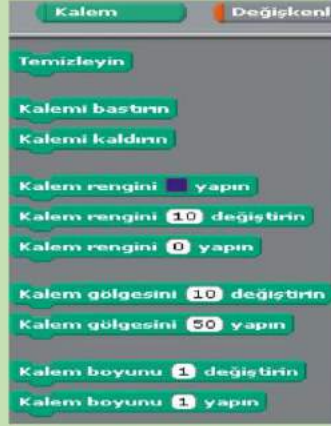 Kalem Değişkenl
Temizleyin
Kalemi bastırın
Kalemi kaldırın
Kalem rengini yapın
Kalem rengini 10 değiştirin
Kalem rengini 0 yapın
Kalem gölgesini 10 değiştirin
Kalem gölgesini 50 yapın
Kalem boyunu 1 değiştirin
Kalem boyunu 1 yapın